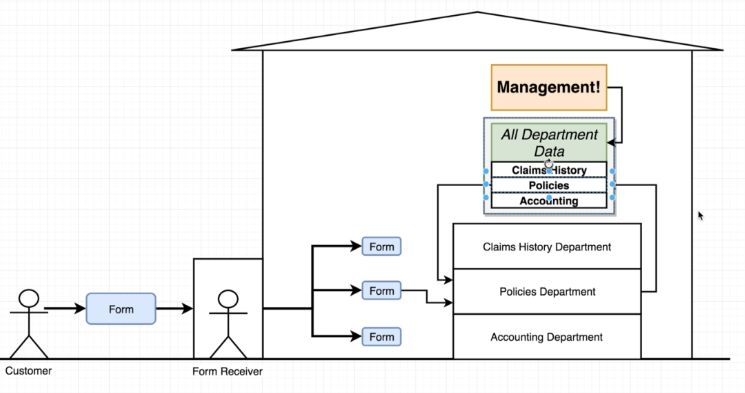 Management!
All Department
Data
Claims History
Policies
Accounting
Form
Claims History Department
Form
Form
Policies Department
Form
Accounting Department
Customer
Form Receiver